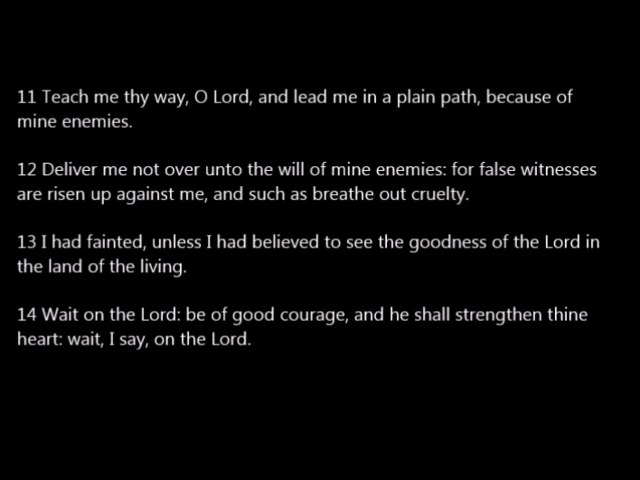 11 Teach me thy way, O Lord, and lead me in a plain path, because of
mine enemies.
12 Deliver me not over unto the will of mine enemies: for false witnesses
are risen up against me, and such as breathe out cruelty.
13 I had fainted, unless I had believed to see the goodness of the Lord in
the land of the living.
14 Wait on the Lord: be of good courage, and he shall strengthen thine
heart: wait, I say, on the Lord.